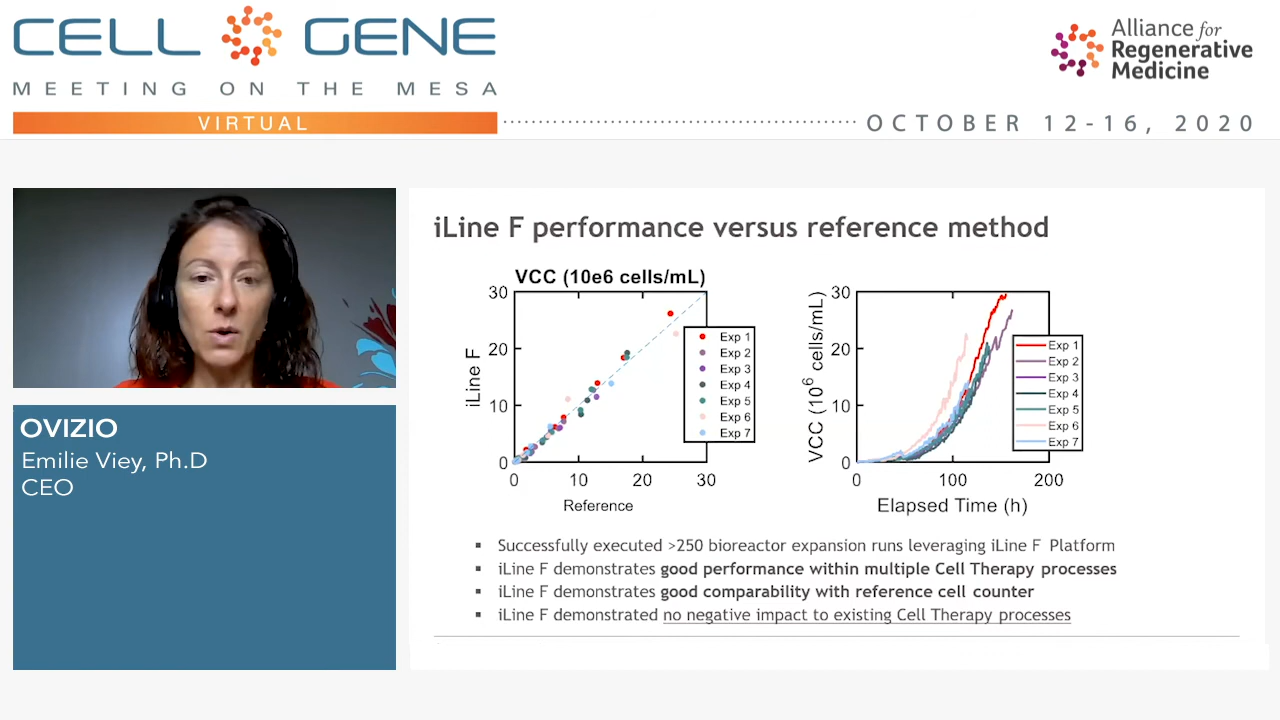 CELL GENE
MEETING ON THE MESA
VIRTUAL
Alliance for
Regenerative
Medicine
OCTOBER 12-16, 2020
OVIZIO
Emilie Viey, Ph.D
CEO
iLine F performance versus reference method
VCC (10e6 cells/mL)
30
20
10
0
iLine F
0 10 20 30
Reference
Exp 1
Exp 2
Exp 3
Exp 4
Exp 5
Exp 6
Exp 7
VCC (10⁶ cells/mL)
30
20
10
0
0 100 200
Elapsed Time (h)
Exp 1
Exp 2
Exp 3
Exp 4
Exp 5
Exp 6
Exp 7
▪ Successfully executed >250 bioreactor expansion runs leveraging iLine F Platform
▪ iLine F demonstrates good performance within multiple Cell Therapy processes
▪ iLine F demonstrates good comparability with reference cell counter
▪ iLine F demonstrated no negative impact to existing Cell Therapy processes